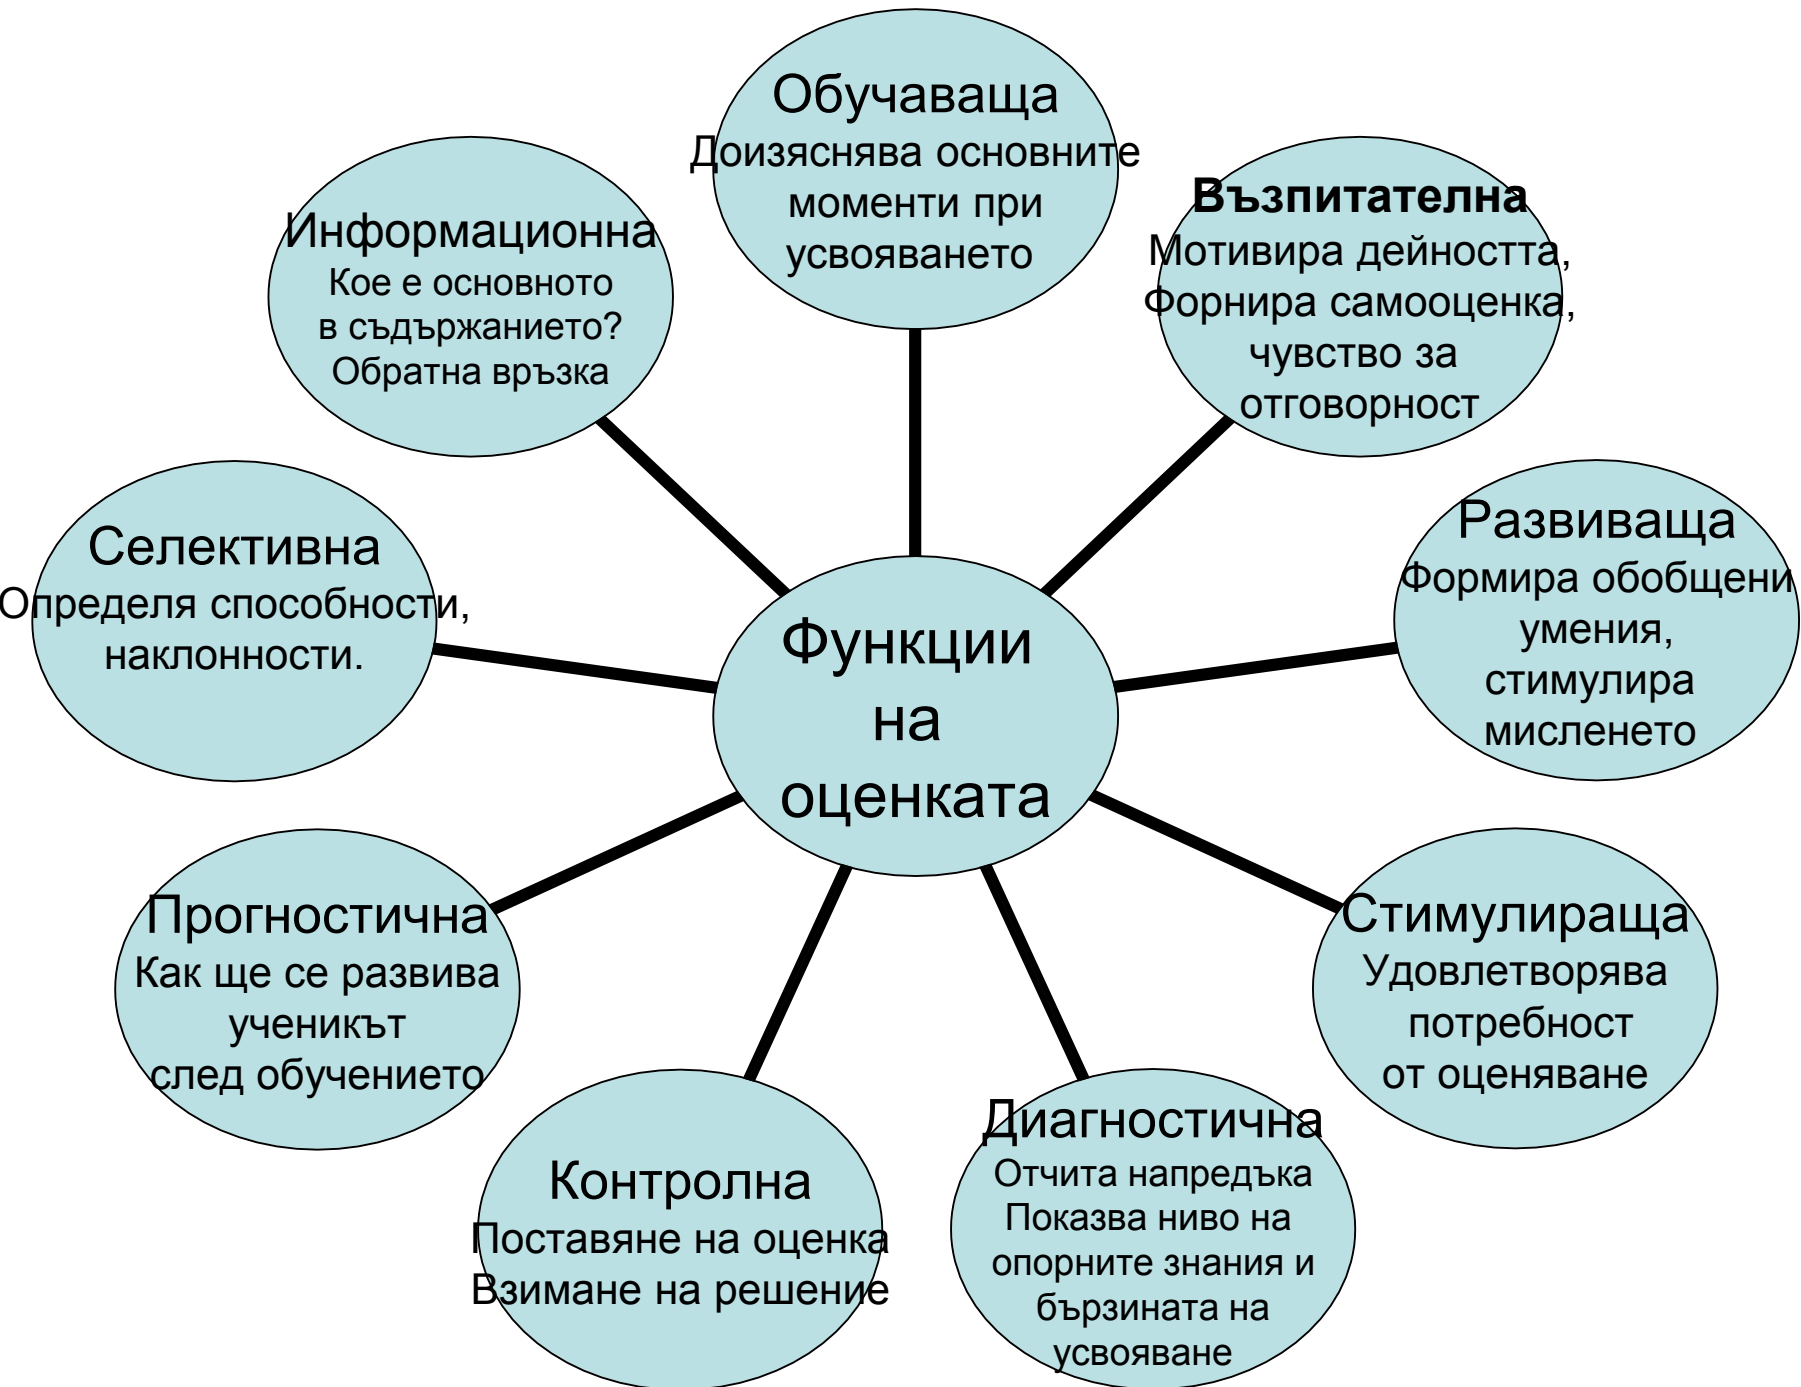 Обучаваща
Доизяснява основните
моменти при
усвояването
Възпитателна
Мотивира дейността,
Форнира самооценка,
чувство за
отговорност
Развиваща
Формира обобщени
умения,
стимулира
мисленето
Стимулираща
Удовлетворява
потребност
от оценяване
Диагностична
Отчита напредъка
Показва ниво на
опорните знания и
бързината на
усвояване
Контролна
Поставяне на оценка
Взимане на решение
Прогностична
Как ще се развива
ученикът
след обучението
Селективна
Определя способности,
наклонности.
Информационна
Кое е основното
в съдържанието?
Обратна връзка
Функции
на
оценката